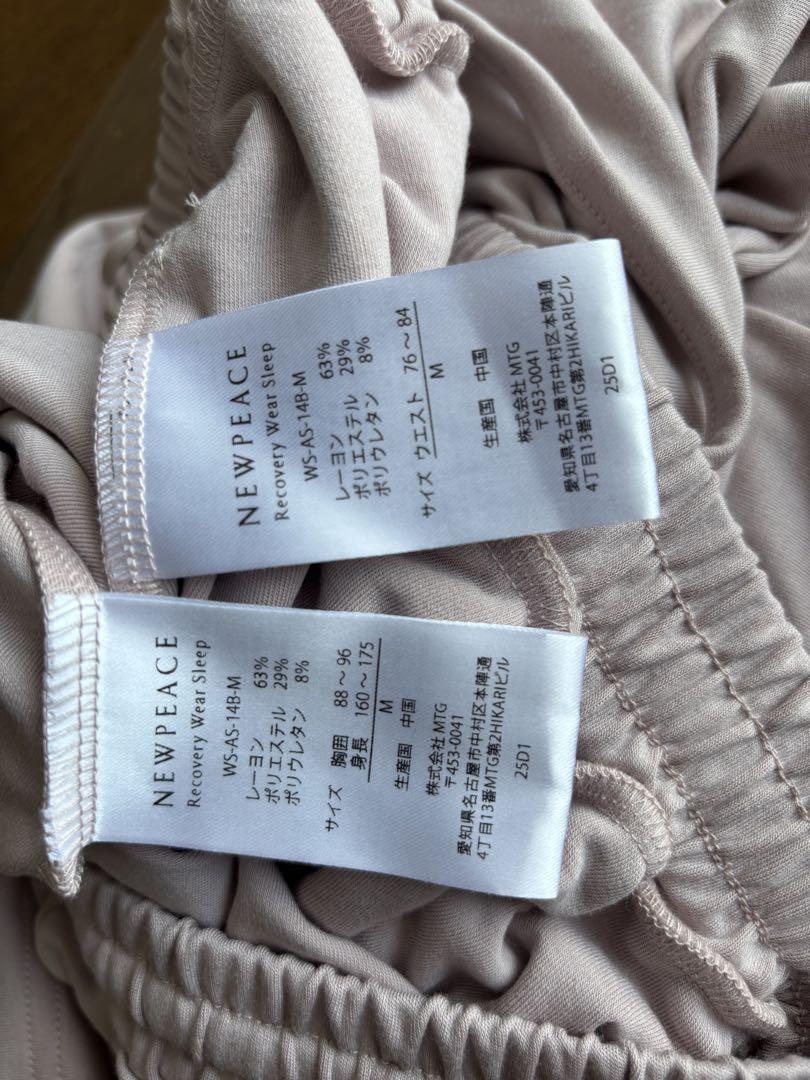 NEWPEACE
Recovery Wear Sleep
WS-AS-14B-M
レーヨン 63%
ポリエステル 29%
ポリウレタン 8%
サイズ ウエスト 76～84
M
生産国 中国
株式会社 MTG
〒453-0041
愛知県名古屋市中村区本陣通
4丁目13番MTG第2HIKARIビル
25D1
NEWPEACE
Recovery Wear Sleep
WS-AS-14B-M
レーヨン 63%
ポリエステル 29%
ポリウレタン 8%
サイズ 胸囲 88～96
身長 160～175
M
生産国 中国
株式会社 MTG
〒453-0041
愛知県名古屋市中村区本陣通
4丁目13番MTG第2HIKARIビル
25D1